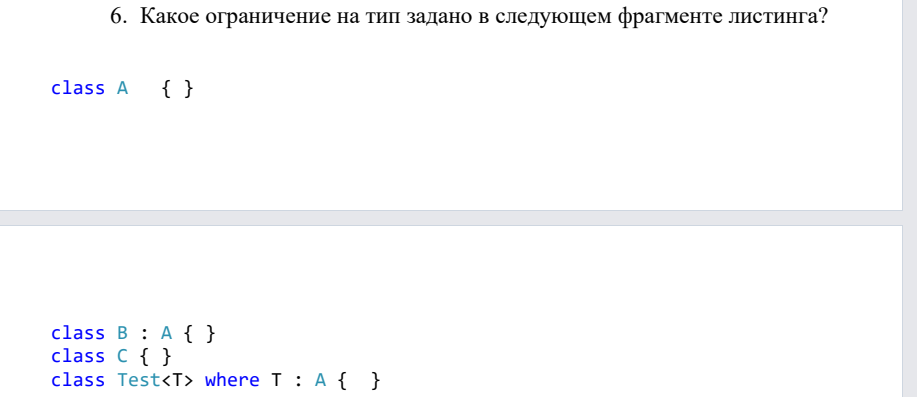 6. Какое ограничение на тип задано в следующем фрагменте листинга?
class A   { }
class B : A { }
class C { }
class Test<T> where T : A {  }